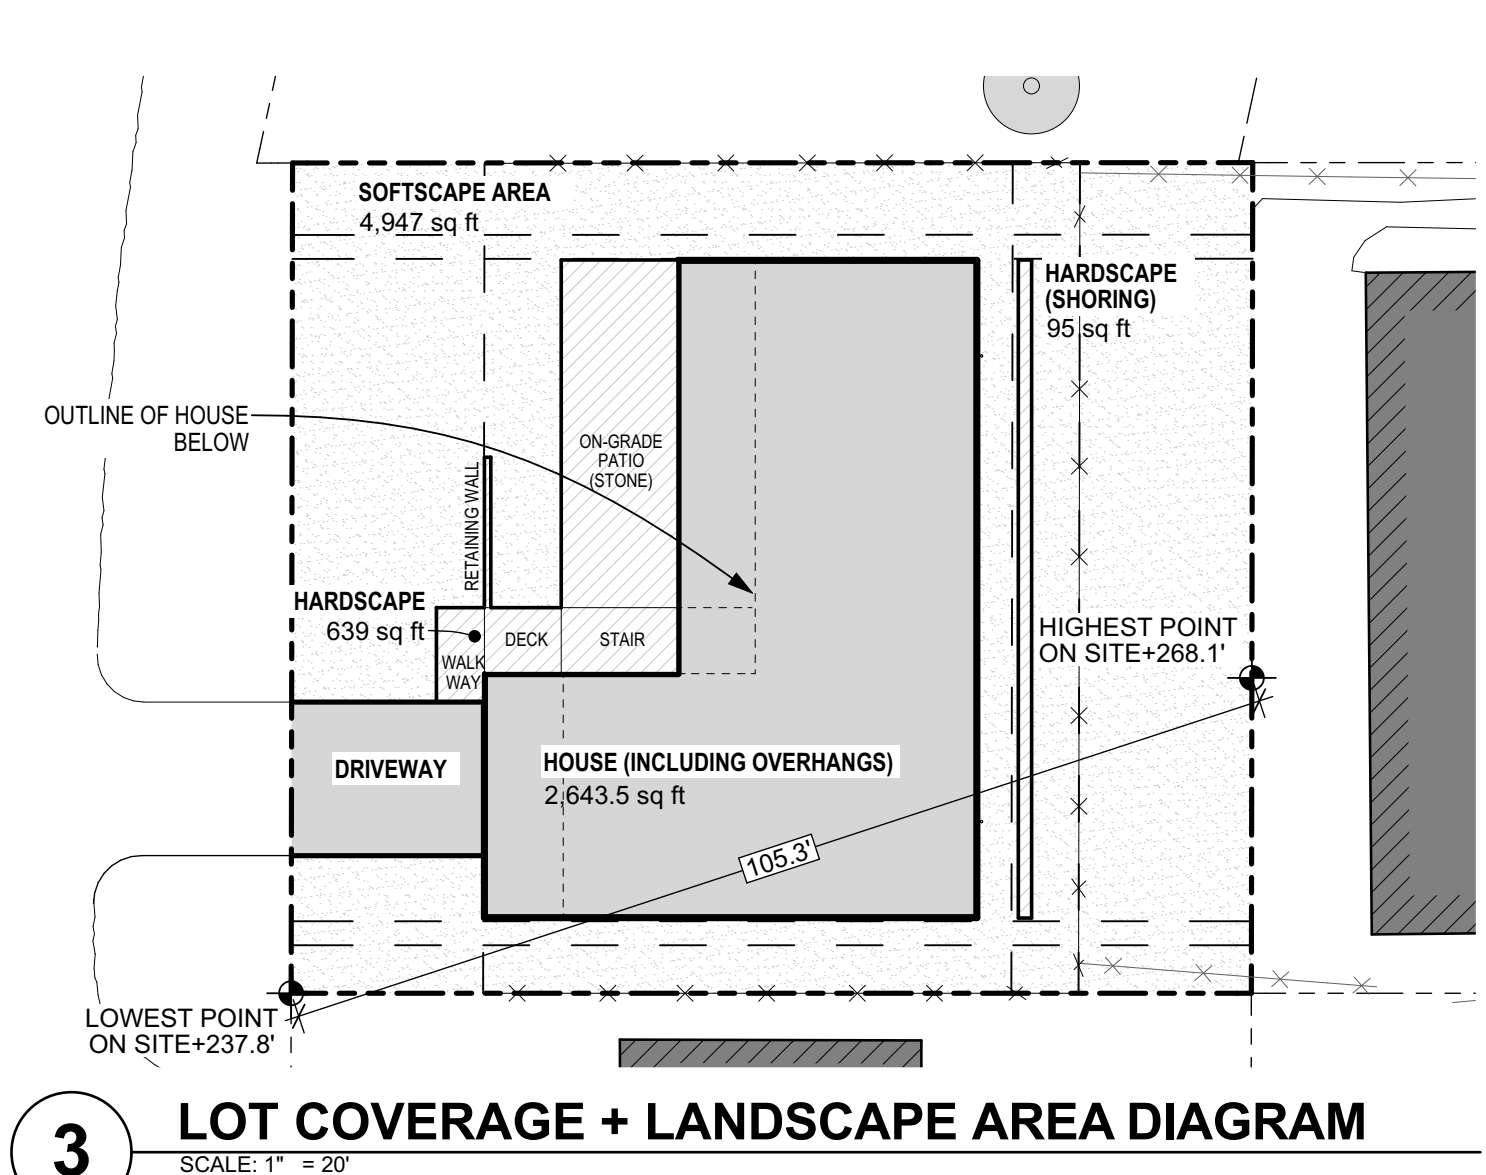 SOFTSCAPE AREA
4,947 sq ft
HARDSCAPE
(SHORING)
95 sq ft
OUTLINE OF HOUSE
BELOW
ON-GRADE
PATIO
(STONE)
RETAINING WALL
HARDSCAPE
639 sq ft
DECK
STAIR
WALK
WAY
HIGHEST POINT
ON SITE+268.1'
DRIVEWAY
HOUSE (INCLUDING OVERHANGS)
2,643.5 sq ft
105.3'
LOWEST POINT
ON SITE+237.8'
3
LOT COVERAGE + LANDSCAPE AREA DIAGRAM
SCALE: 1" = 20'